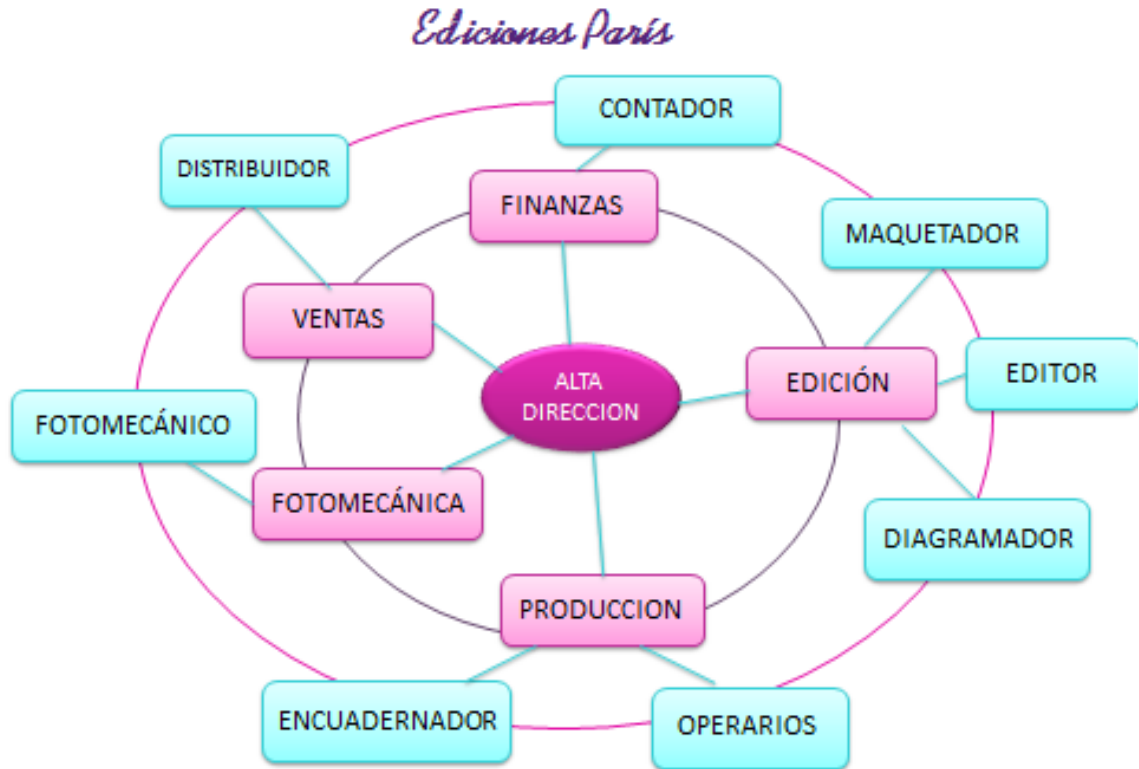 Ediciones París
CONTADOR
DISTRIBUIDOR
FINANZAS
MAQUETADOR
VENTAS
ALTA
DIRECCION
EDICIÓN
EDITOR
FOTOMECÁNICO
FOTOMECÁNICA
DIAGRAMADOR
PRODUCCION
ENCUADERNADOR
OPERARIOS